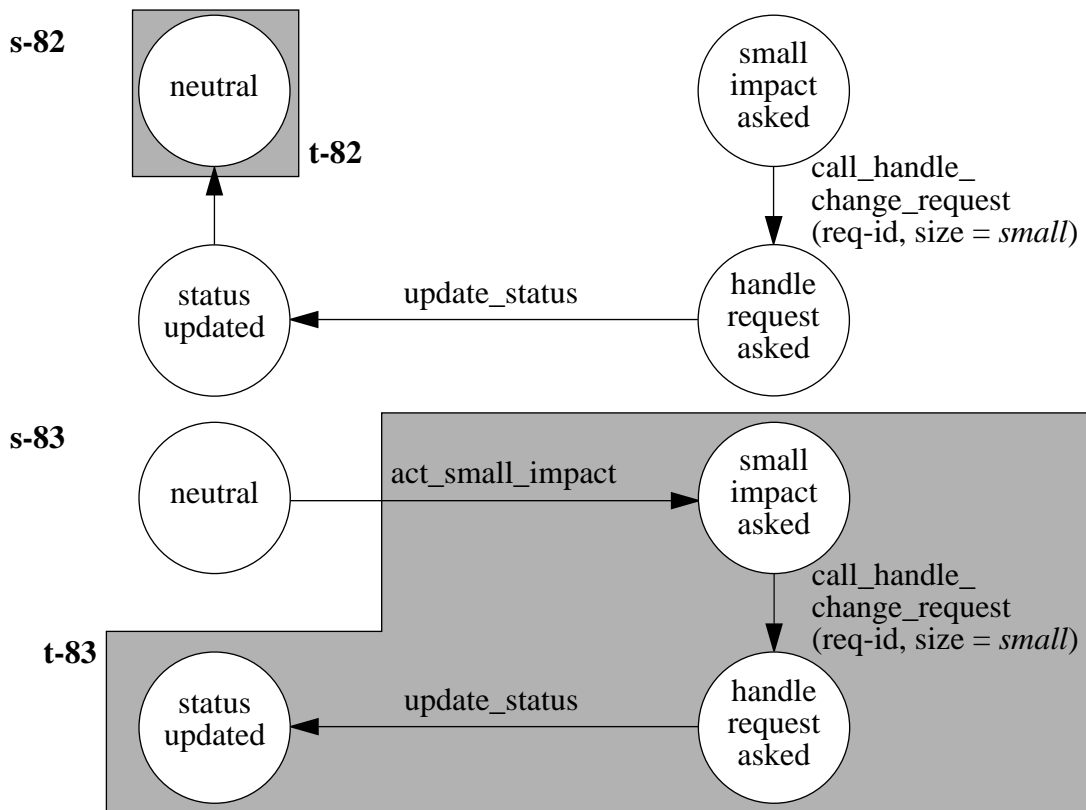 s-82
neutral
small
impact
asked
t-82
call_handle_
change_request
(req-id, size = small)
status
updated
update_status
handle
request
asked
s-83
neutral
act_small_impact
small
impact
asked
call_handle_
change_request
(req-id, size = small)
t-83
status
updated
update_status
handle
request
asked